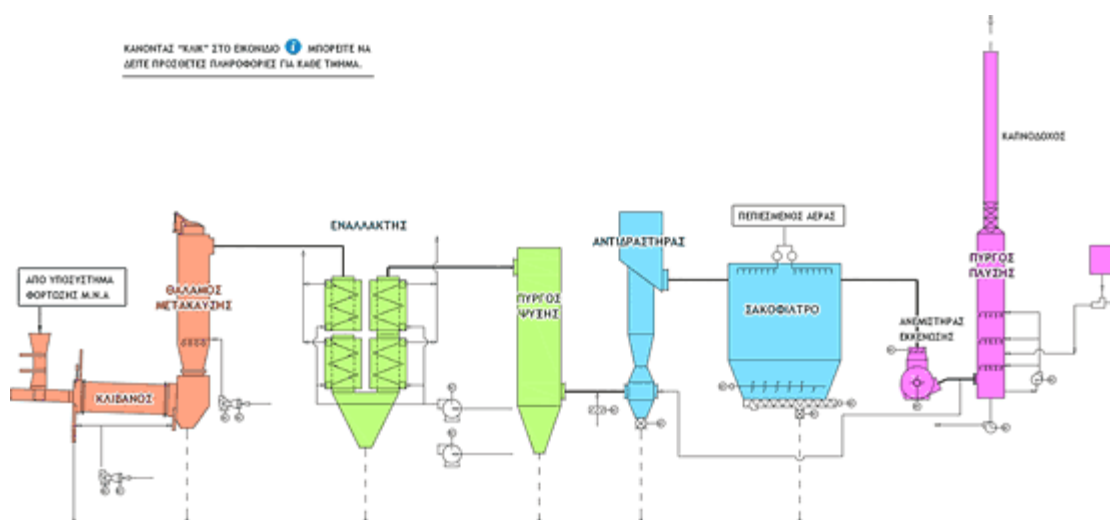 ΚΑΝΟΝΤΑΣ "ΚΛΙΚ" ΣΤΟ ΕΙΚΟΝΙΔΙΟ i ΜΠΟΡΕΙΤΕ ΝΑ
ΔΕΙΤΕ ΠΡΟΣΘΕΤΕΣ ΠΛΗΡΟΦΟΡΙΕΣ ΓΙΑ ΚΑΘΕ ΤΜΗΜΑ.
ΚΑΠΝΟΔΟΧΟΣ
ΕΝΑΛΛΑΚΤΗΣ
ΠΕΠΙΕΣΜΕΝΟΣ ΑΕΡΑΣ
ΑΝΤΙΔΡΑΣΤΗΡΑΣ
ΠΥΡΓΟΣ
ΠΛΥΣΗΣ
ΑΠΟ ΥΠΟΣΥΣΤΗΜΑ
ΦΟΡΤΩΣΗΣ Μ.Ν.Α
ΘΑΛΑΜΟΣ
ΜΕΤΑΚΑΥΣΗΣ
ΠΥΡΓΟΣ
ΨΥΞΗΣ
ΣΑΚΟΦΙΛΤΡΟ
ΑΝΕΜΙΣΤΗΡΑΣ
ΕΚΚΕΝΩΣΗΣ
ΚΛΙΒΑΝΟΣ